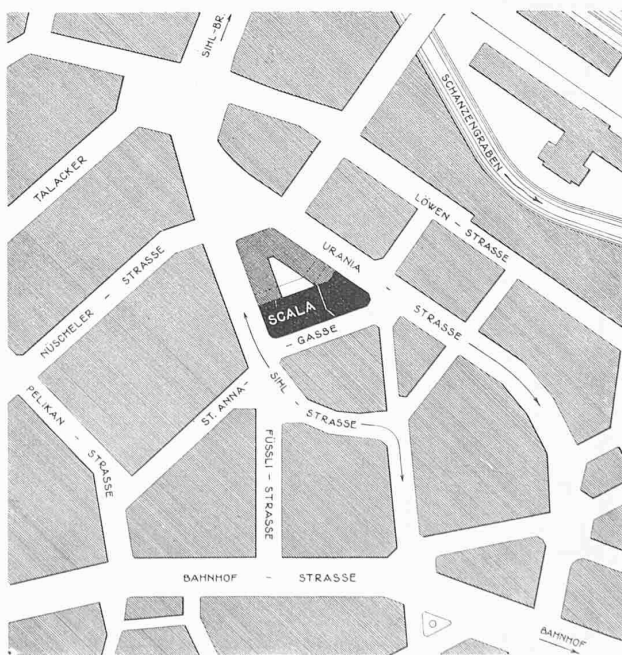 SIHL-BR.
SCHANZENGRABEN
TALACKER
LÖWEN - STRASSE
URANIA - STRASSE
NÜSCHELER - STRASSE
SCALA
ST. ANNA - GASSE
SIHL - STRASSE
PELIKAN - STRASSE
FÜSSLI - STRASSE
BAHNHOF - STRASSE
BAHNHOF